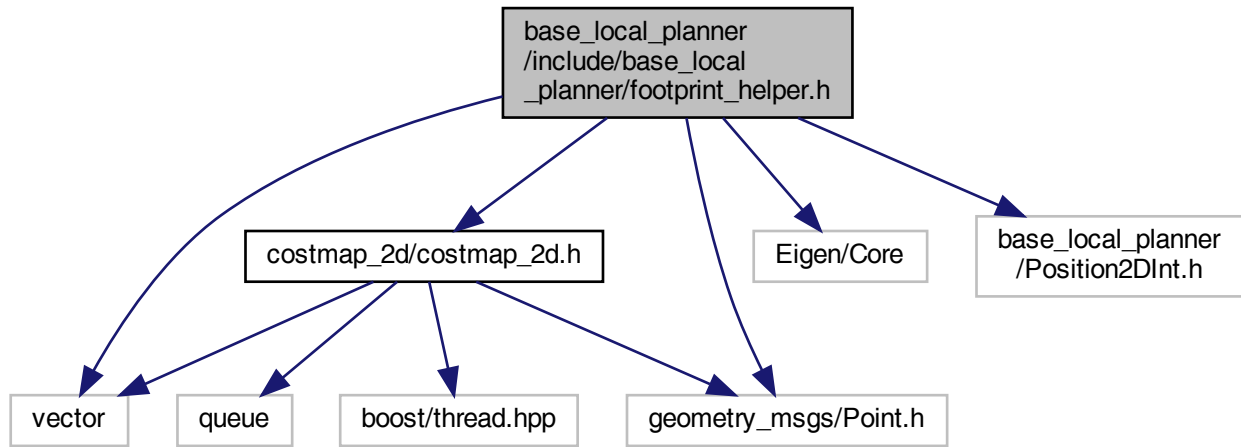 base_local_planner
/include/base_local
_planner/footprint_helper.h
costmap_2d/costmap_2d.h
Eigen/Core
base_local_planner
/Position2DInt.h
vector
queue
boost/thread.hpp
geometry_msgs/Point.h